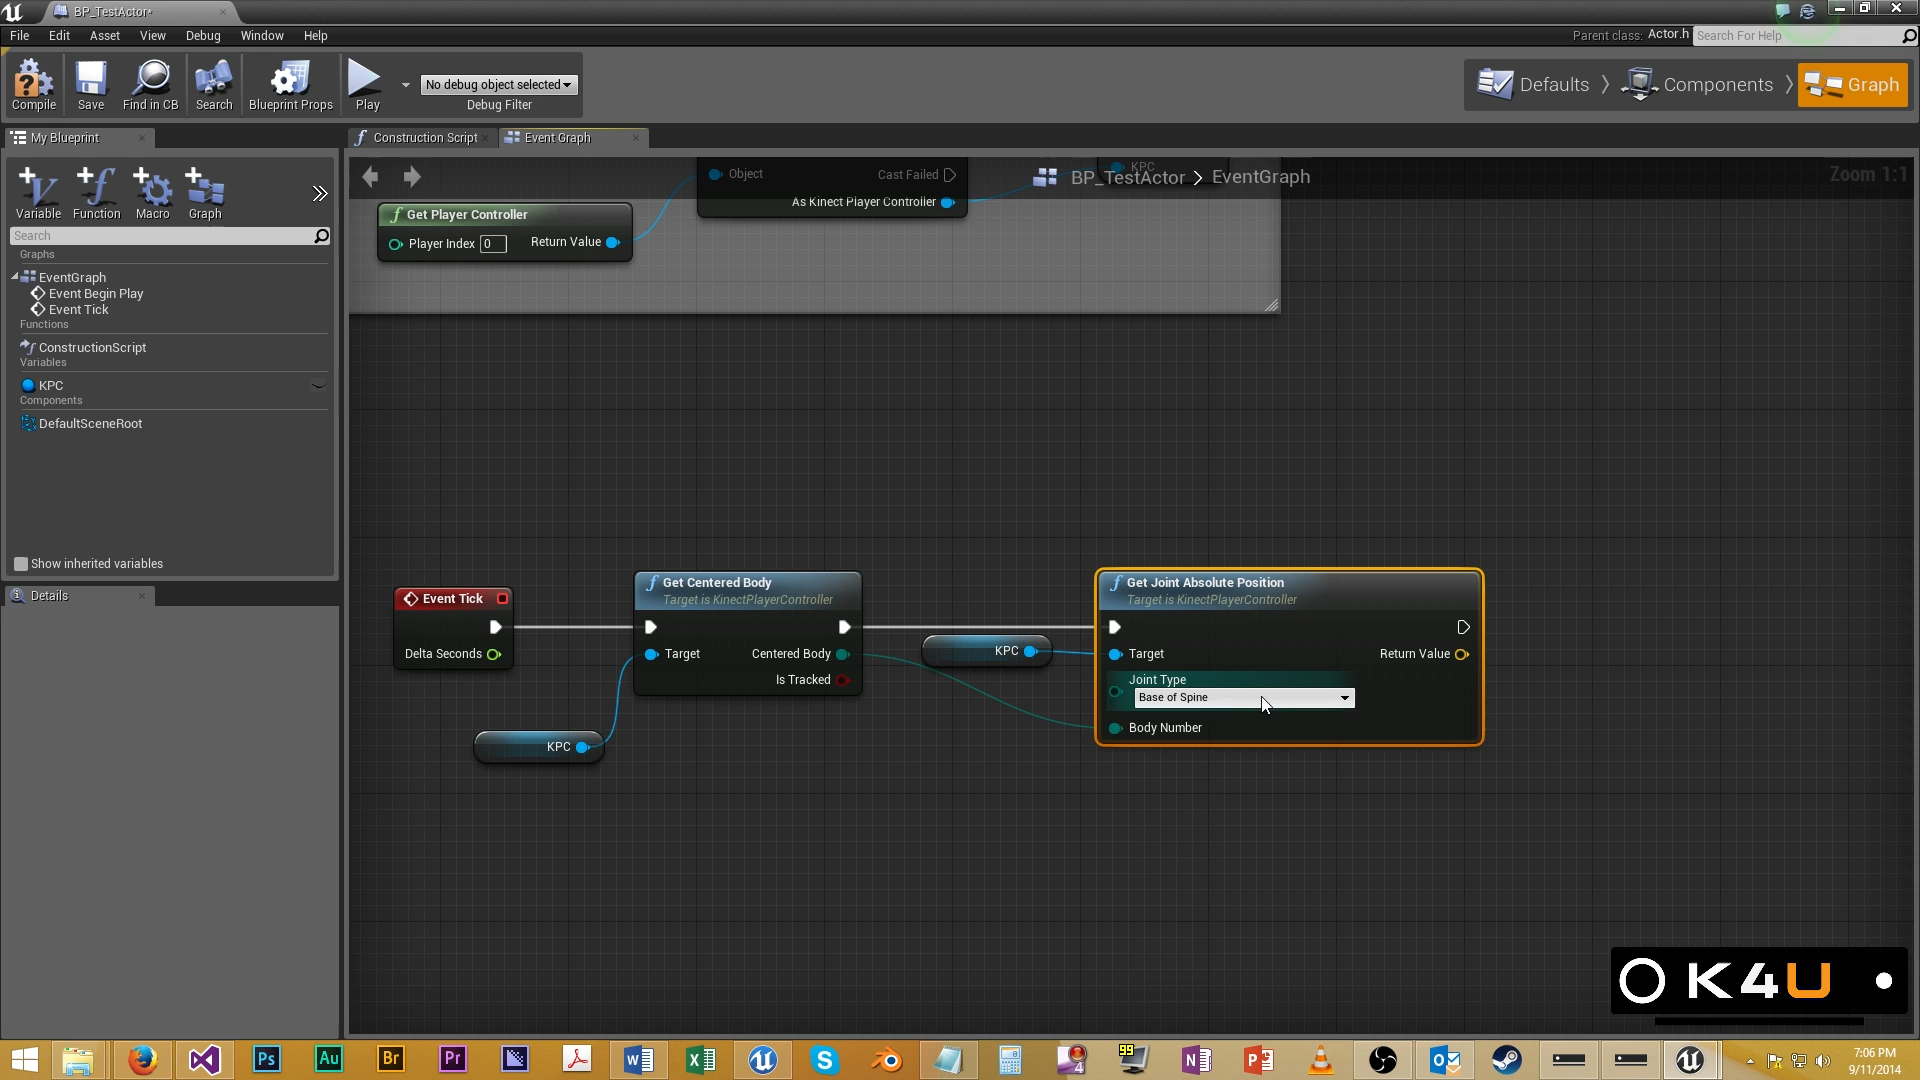 BP_TestActor*
File Edit Asset View Debug Window Help
Parent class: Actor.h Search For Help
Compile Save Find in CB Search Blueprint Props Play
No debug object selected
Debug Filter
Defaults Components Graph
My Blueprint
Construction Script Event Graph
Variable Function Macro Graph
Search
Graphs
EventGraph
Event Begin Play
Event Tick
Functions
ConstructionScript
Variables
KPC
Components
DefaultSceneRoot
Show inherited variables
Details
BP_TestActor > EventGraph
Zoom 1:1
Object Cast Failed
As Kinect Player Controller
KPC
Get Player Controller
Player Index 0 Return Value
Event Tick
Delta Seconds
Get Centered Body
Target is KinectPlayerController
Target Centered Body
Is Tracked
KPC
KPC
Get Joint Absolute Position
Target is KinectPlayerController
Target Return Value
Joint Type
Base of Spine
Body Number
K4U
Ps Au Br Pr
99
7:06 PM
9/11/2014